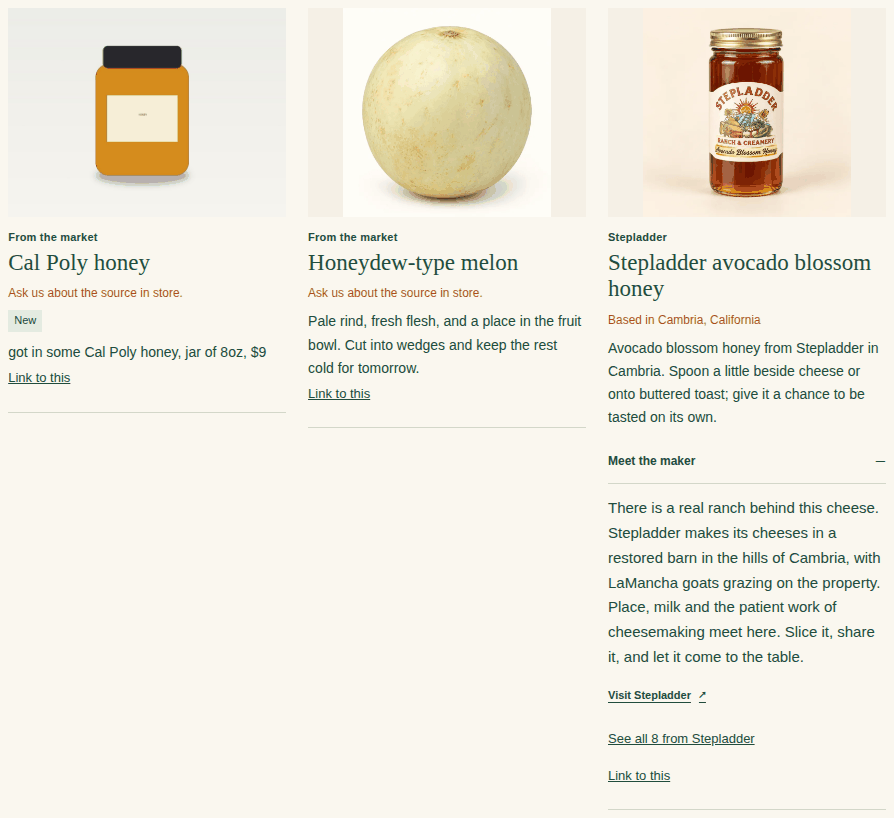 From the market
Cal Poly honey
Ask us about the source in store.
New
got in some Cal Poly honey, jar of 8oz, $9
Link to this
From the market
Honeydew-type melon
Ask us about the source in store.
Pale rind, fresh flesh, and a place in the fruit
bowl. Cut into wedges and keep the rest
cold for tomorrow.
Link to this
STEPLADDER
RANCH & CREAMERY
Avocado Blossom Honey
Stepladder
Stepladder avocado blossom
honey
Based in Cambria, California
Avocado blossom honey from Stepladder in
Cambria. Spoon a little beside cheese or
onto buttered toast; give it a chance to be
tasted on its own.
Meet the maker
There is a real ranch behind this cheese.
Stepladder makes its cheeses in a
restored barn in the hills of Cambria, with
LaMancha goats grazing on the property.
Place, milk and the patient work of
cheesemaking meet here. Slice it, share
it, and let it come to the table.
Visit Stepladder ↗
See all 8 from Stepladder
Link to this